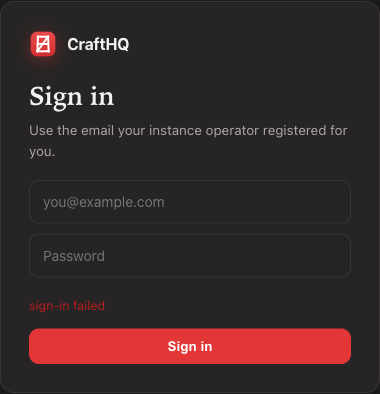 CraftHQ
Sign in
Use the email your instance operator registered for
you.
you@example.com
Password
sign-in failed
Sign in